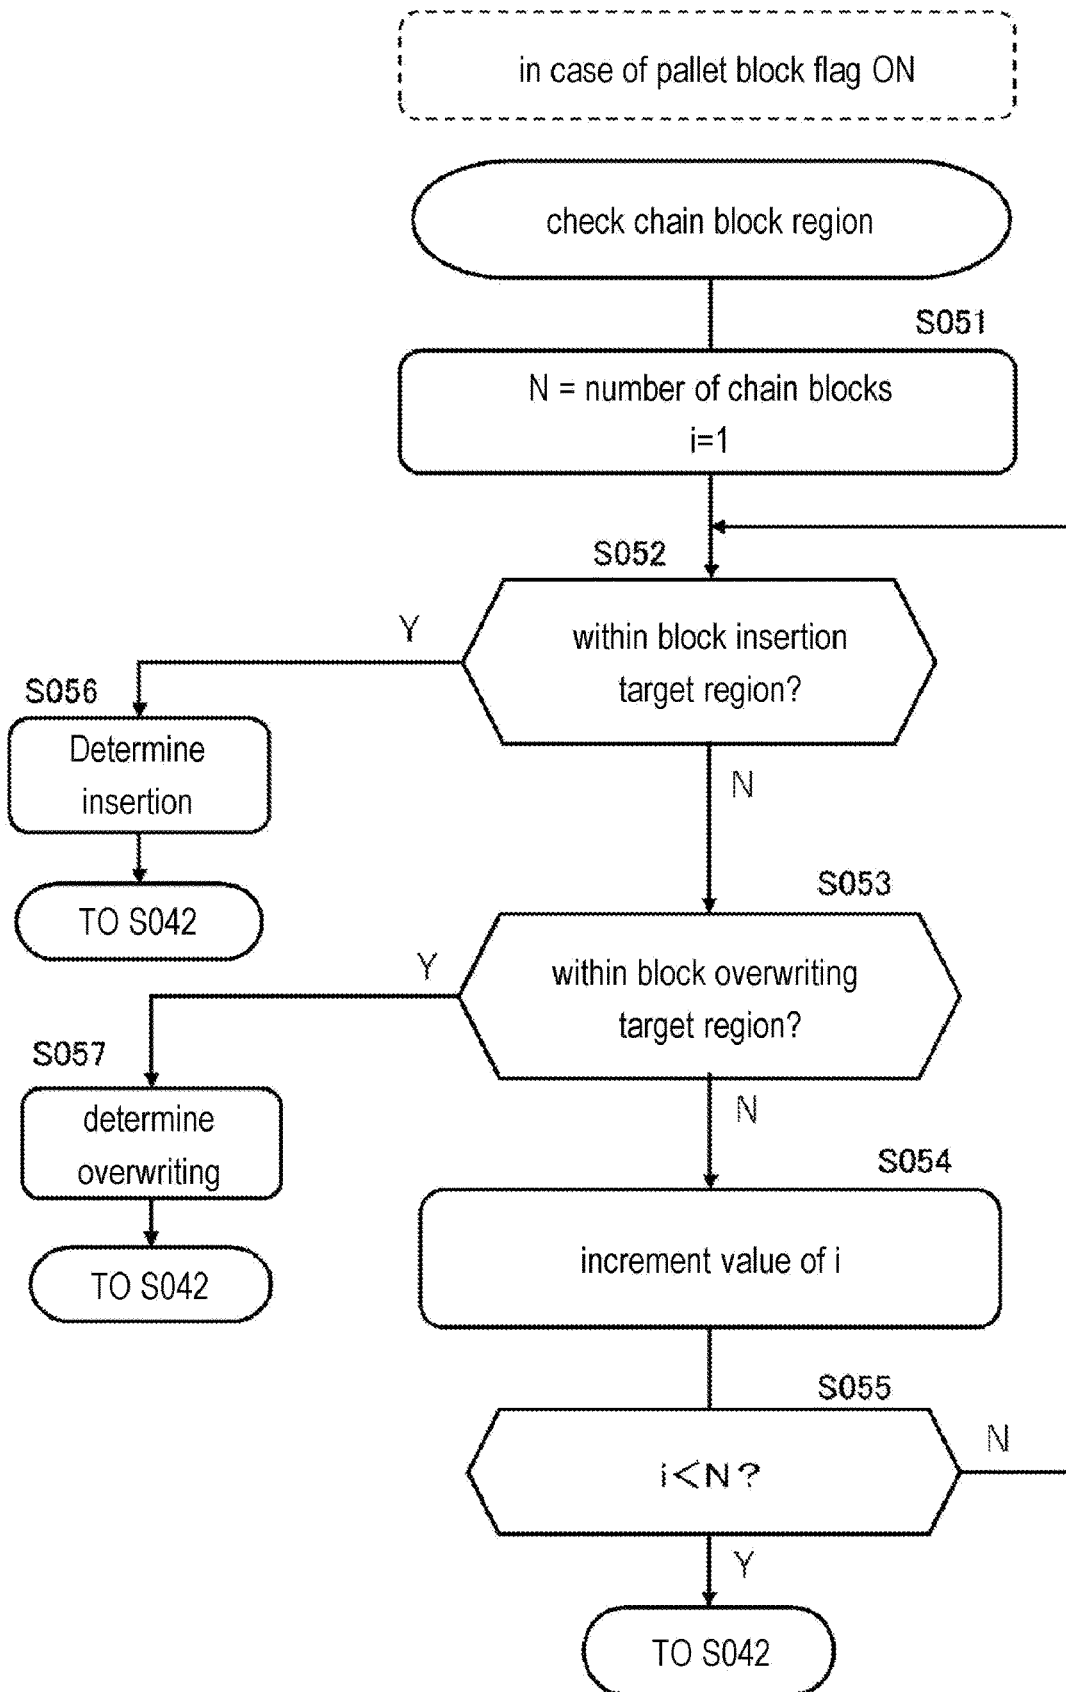 in case of pallet block flag ON
check chain block region
S051
N = number of chain blocks
i=1
S052
within block insertion
target region?
Y
N
S056
Determine
insertion
TO S042
S053
within block overwriting
target region?
Y
N
S057
determine
overwriting
TO S042
S054
increment value of i
S055
i<N?
N
Y
TO S042